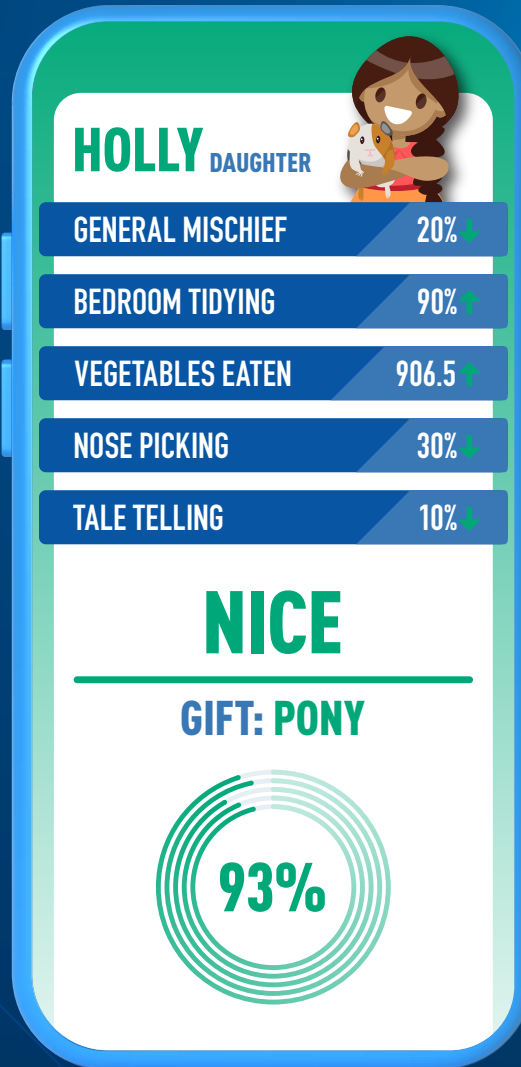 HOLLY DAUGHTER
GENERAL MISCHIEF 20%
BEDROOM TIDYING 90%
VEGETABLES EATEN 906.5
NOSE PICKING 30%
TALE TELLING 10%
NICE
GIFT: PONY
93%